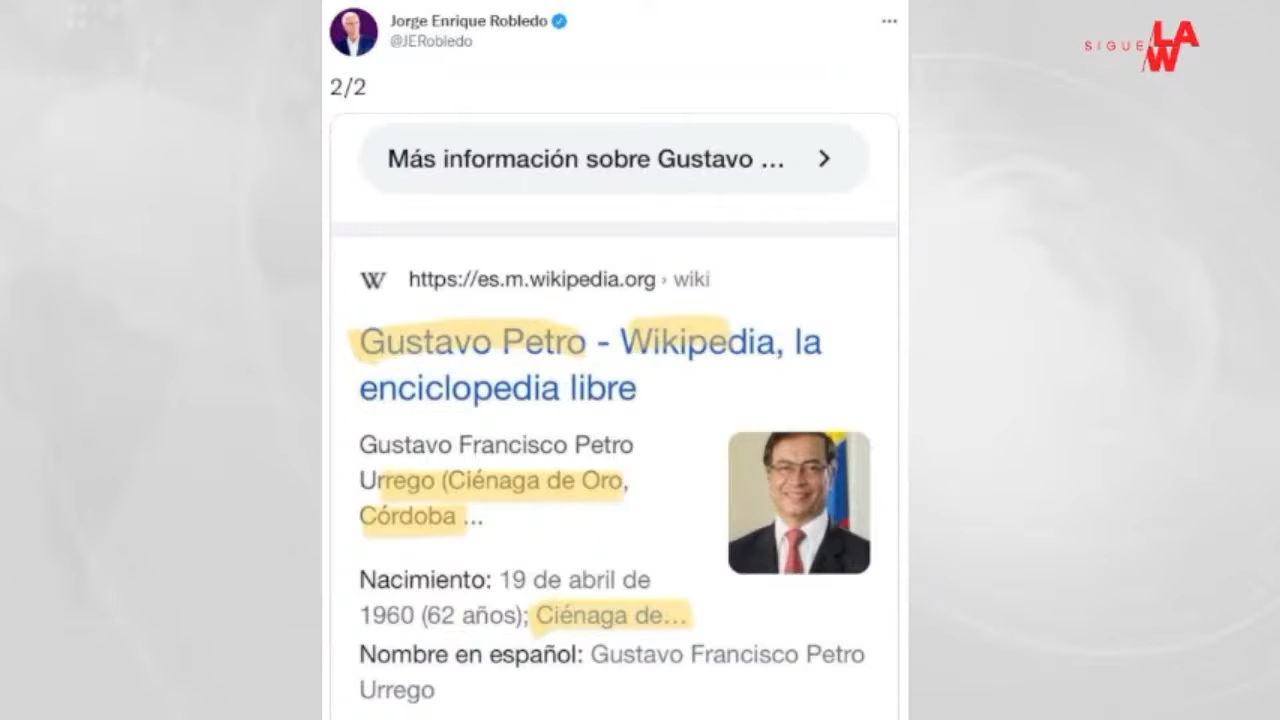 Jorge Enrique Robledo
@JERobledo
SIGUE LA W
2/2
Más información sobre Gustavo ...
W https://es.m.wikipedia.org › wiki
Gustavo Petro - Wikipedia, la
enciclopedia libre
Gustavo Francisco Petro
Urrego (Ciénaga de Oro,
Córdoba ...
Nacimiento: 19 de abril de
1960 (62 años); Ciénaga de...
Nombre en español: Gustavo Francisco Petro
Urrego